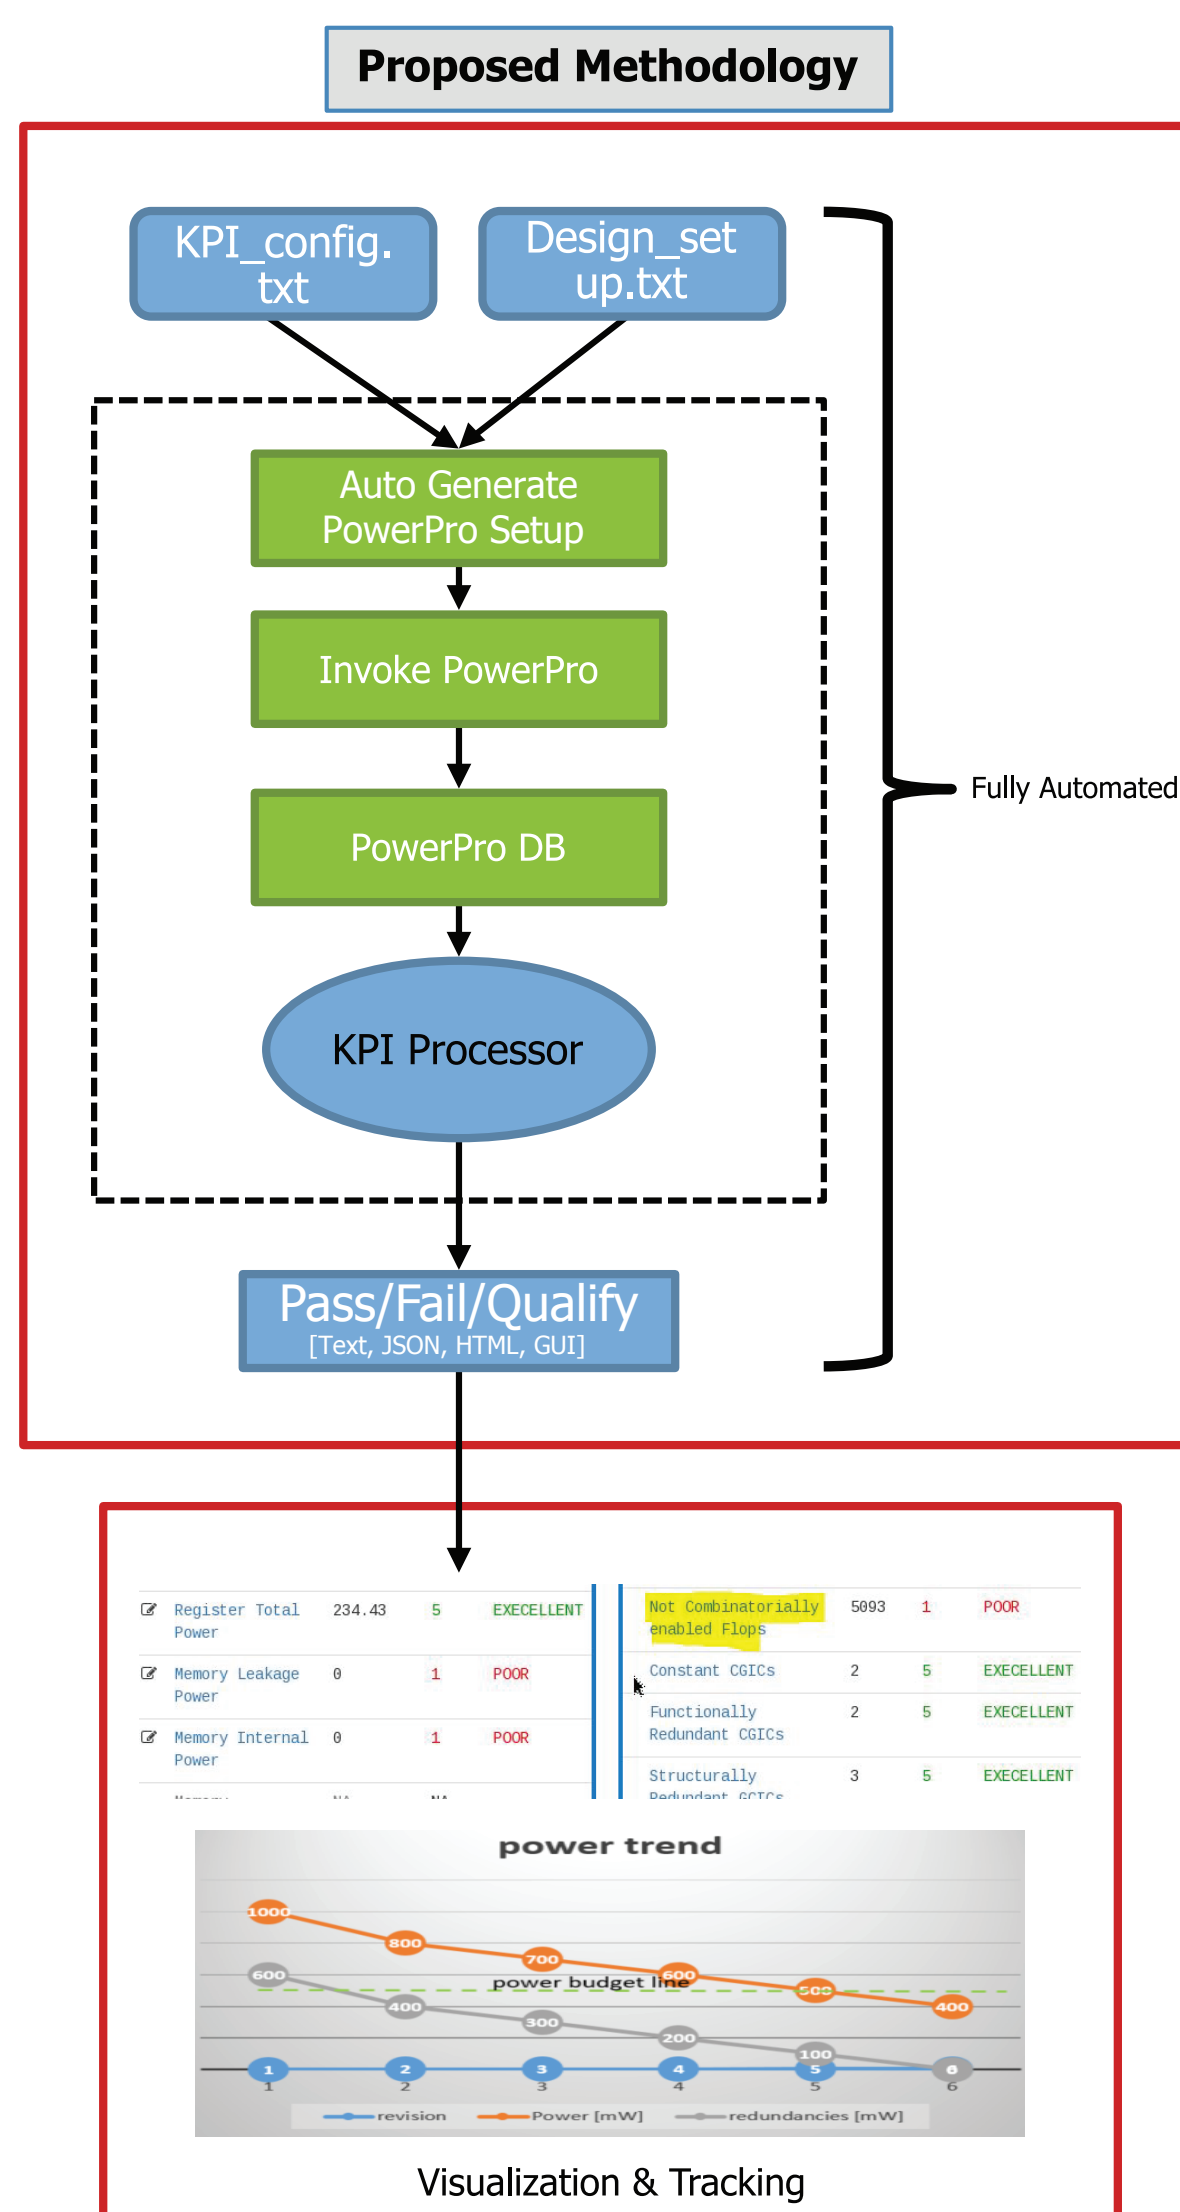 Proposed Methodology
KPI_config.
txt
Design_set
up.txt
Auto Generate
PowerPro Setup
Invoke PowerPro
PowerPro DB
KPI Processor
Fully Automated
Pass/Fail/Qualify
[Text, JSON, HTML, GUI]
Register Total 234.43 5 EXECELLENT
Power
Memory Leakage 0 1 POOR
Power
Memory Internal 0 1 POOR
Power
Not Combinatorially 5093 1 POOR
enabled Flops
Constant CGICs 2 5 EXECELLENT
Functionally 2 5 EXECELLENT
Redundant CGICs
Structurally 3 5 EXECELLENT
power trend
1000
800
700
600
500
400
power budget line
600
400
300
200
100
1 2 3 4 5 6
1 2 3 4 5 6
revision Power [mW] redundancies [mW]
Visualization & Tracking